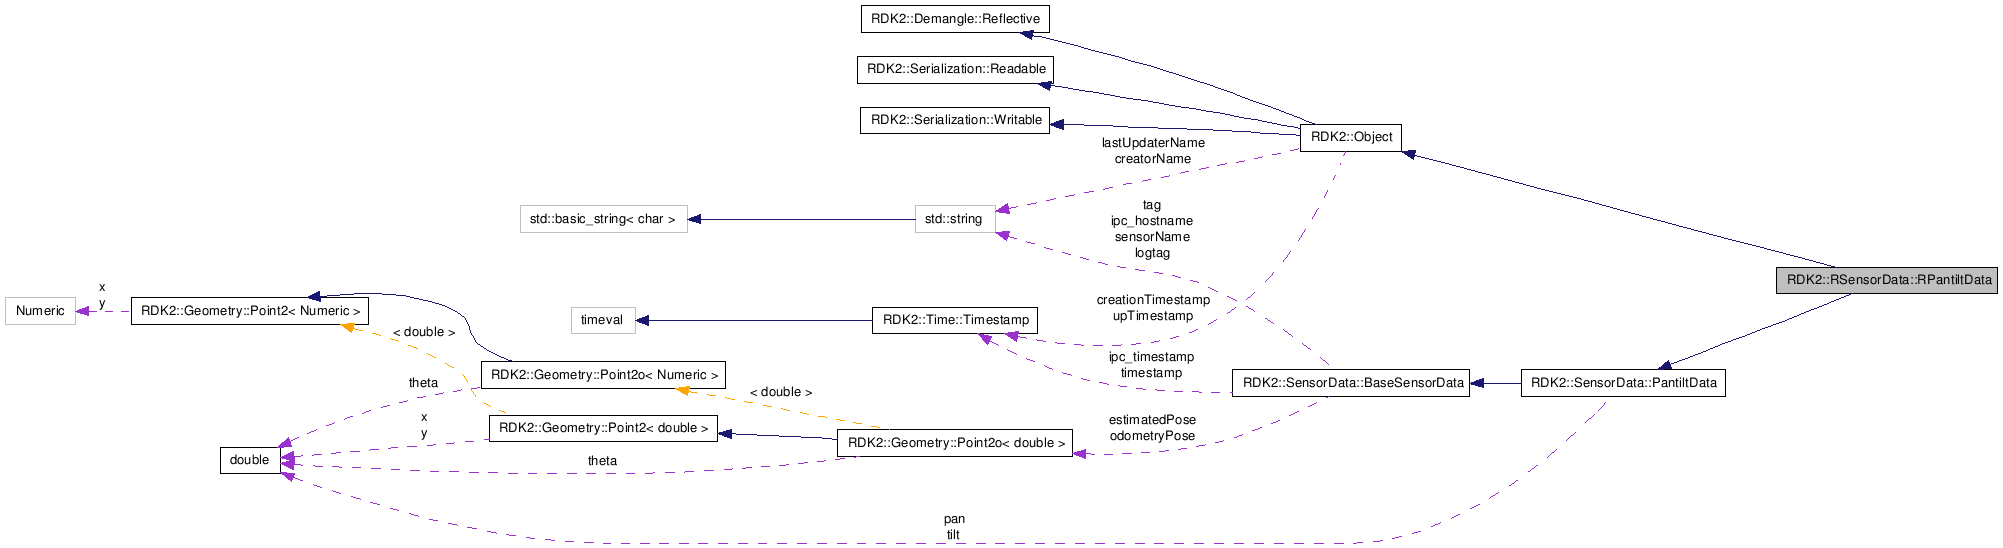 RDK2::Demangle::Reflective
RDK2::Serialization::Readable
RDK2::Serialization::Writable
RDK2::Object
lastUpdaterName
creatorName
std::basic_string< char >
std::string
tag
ipc_hostname
sensorName
logtag
RDK2::RSensorData::RPantiltData
Numeric
x
y
RDK2::Geometry::Point2< Numeric >
timeval
RDK2::Time::Timestamp
creationTimestamp
upTimestamp
< double >
RDK2::Geometry::Point2o< Numeric >
ipc_timestamp
timestamp
RDK2::SensorData::BaseSensorData
RDK2::SensorData::PantiltData
theta
< double >
x
y
RDK2::Geometry::Point2< double >
RDK2::Geometry::Point2o< double >
estimatedPose
odometryPose
double
theta
pan
tilt